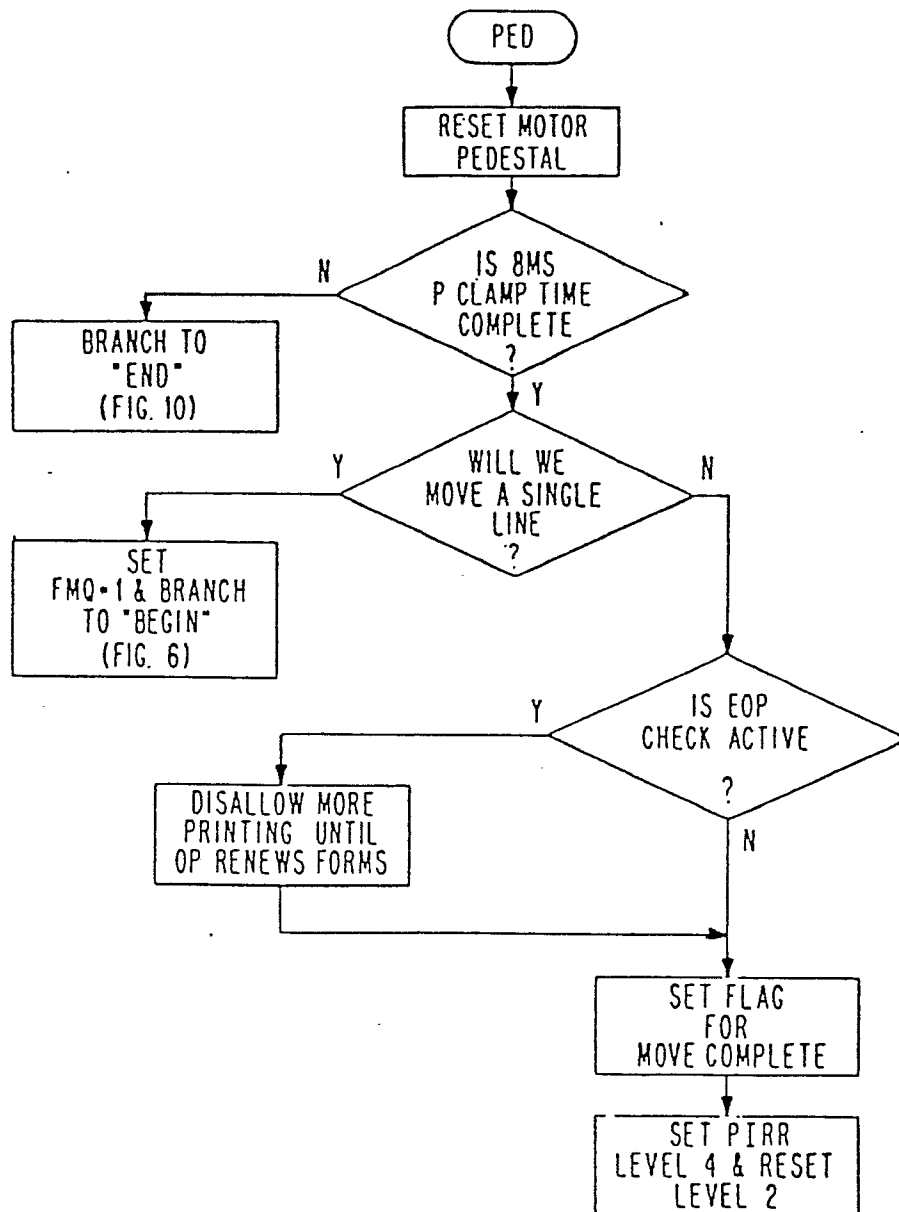 PED
RESET MOTOR
PEDESTAL
IS 8MS
P CLAMP TIME
COMPLETE
?
N
Y
BRANCH TO
"END"
(FIG. 10)
WILL WE
MOVE A SINGLE
LINE
?
Y
N
SET
FMQ=1 & BRANCH
TO "BEGIN"
(FIG. 6)
IS EOP
CHECK ACTIVE
?
Y
N
DISALLOW MORE
PRINTING UNTIL
OP RENEWS FORMS
SET FLAG
FOR
MOVE COMPLETE
SET PIRR
LEVEL 4 & RESET
LEVEL 2